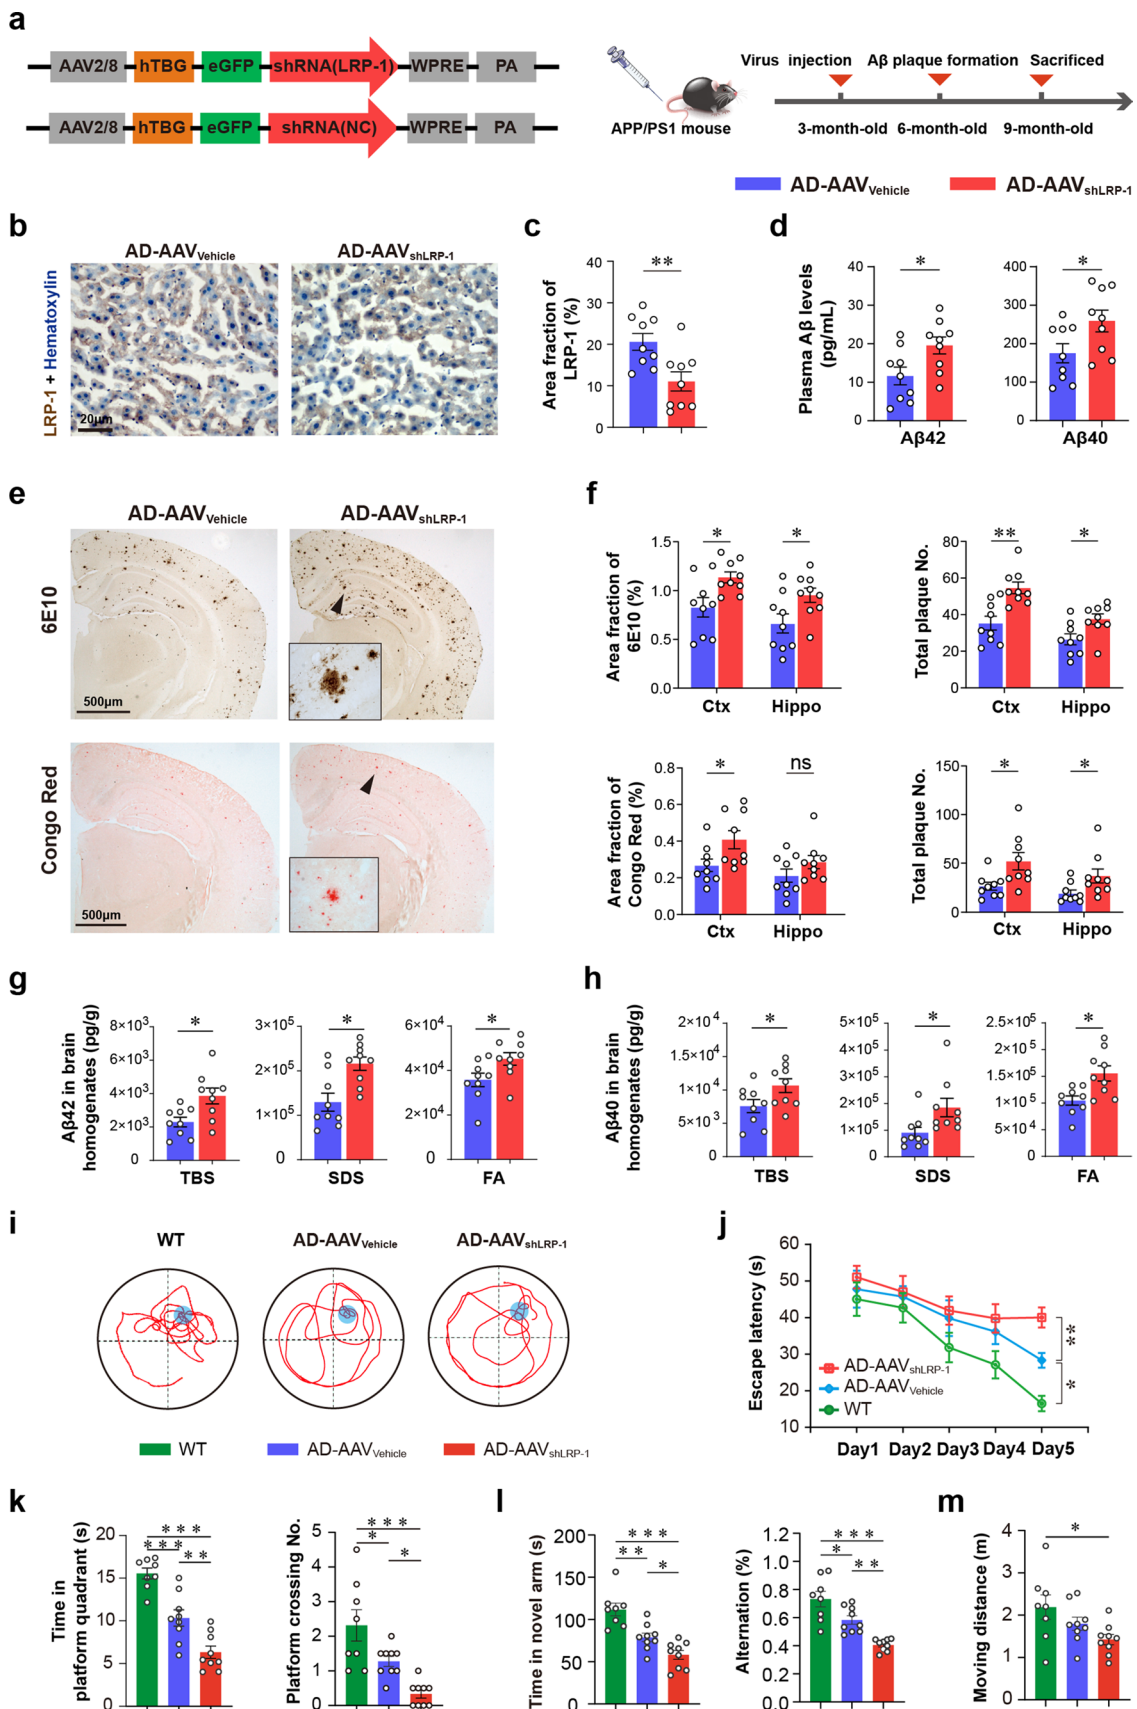 a
AAV2/8 hTBG eGFP shRNA(LRP-1) WPRE PA
AAV2/8 hTBG eGFP shRNA(NC) WPRE PA
APP/PS1 mouse
Virus injection Aβ plaque formation Sacrificed
3-month-old 6-month-old 9-month-old
AD-AAVVehicle AD-AAVshLRP-1
b
AD-AAVVehicle AD-AAVshLRP-1
LRP-1 + Hematoxylin
20μm
c
Area fraction of
LRP-1 (%)
40
30
20
10
0
**
d
Plasma Aβ levels
(pg/mL)
40
30
20
10
0
*
Aβ42
400
300
200
100
0
*
Aβ40
e
AD-AAVVehicle AD-AAVshLRP-1
6E10
500μm
Congo Red
500μm
f
Area fraction of
6E10 (%)
1.5
1.0
0.5
0.0
* *
Ctx Hippo
Total plaque No.
80
60
40
20
0
** *
Ctx Hippo
Area fraction of
Congo Red (%)
0.8
0.6
0.4
0.2
0.0
* ns
Ctx Hippo
Total plaque No.
150
100
50
0
* *
Ctx Hippo
g
Aβ42 in brain
homogenates (pg/g)
8×10³
6×10³
4×10³
2×10³
0
*
TBS
3×10⁵
2×10⁵
1×10⁵
0
*
SDS
6×10⁴
4×10⁴
2×10⁴
0
*
FA
h
Aβ40 in brain
homogenates (pg/g)
2×10⁴
2×10⁴
1×10⁴
5×10³
0
*
TBS
5×10⁵
4×10⁵
3×10⁵
2×10⁵
1×10⁵
0
*
SDS
2.5×10⁵
2×10⁵
1.5×10⁵
1×10⁵
5×10⁴
0
*
FA
i
WT AD-AAVVehicle AD-AAVshLRP-1
WT AD-AAVVehicle AD-AAVshLRP-1
j
Escape latency (s)
60
50
40
30
20
10
AD-AAVshLRP-1
AD-AAVVehicle
WT
**
*
Day1 Day2 Day3 Day4 Day5
k
Time in
platform quadrant (s)
20
15
10
5
0
***
*** **
Platform crossing No.
5
4
3
2
1
0
***
* *
l
Time in novel arm (s)
200
150
100
50
0
***
** *
Alternation (%)
1.2
1.0
0.8
0.6
0.4
0.2
0.0
***
* **
m
Moving distance (m)
4
3
2
1
0
*